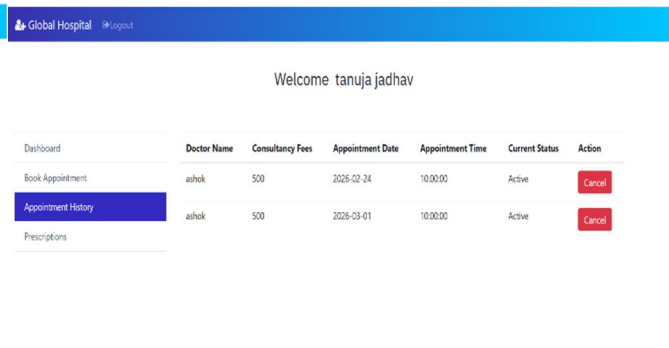 Global Hospital Logout
Welcome tanuja jadhav
Dashboard
Book Appointment
Appointment History
Prescriptions
Doctor Name Consultancy Fees Appointment Date Appointment Time Current Status Action
ashok 500 2026-02-24 10:00:00 Active Cancel
ashok 500 2026-03-01 10:00:00 Active Cancel